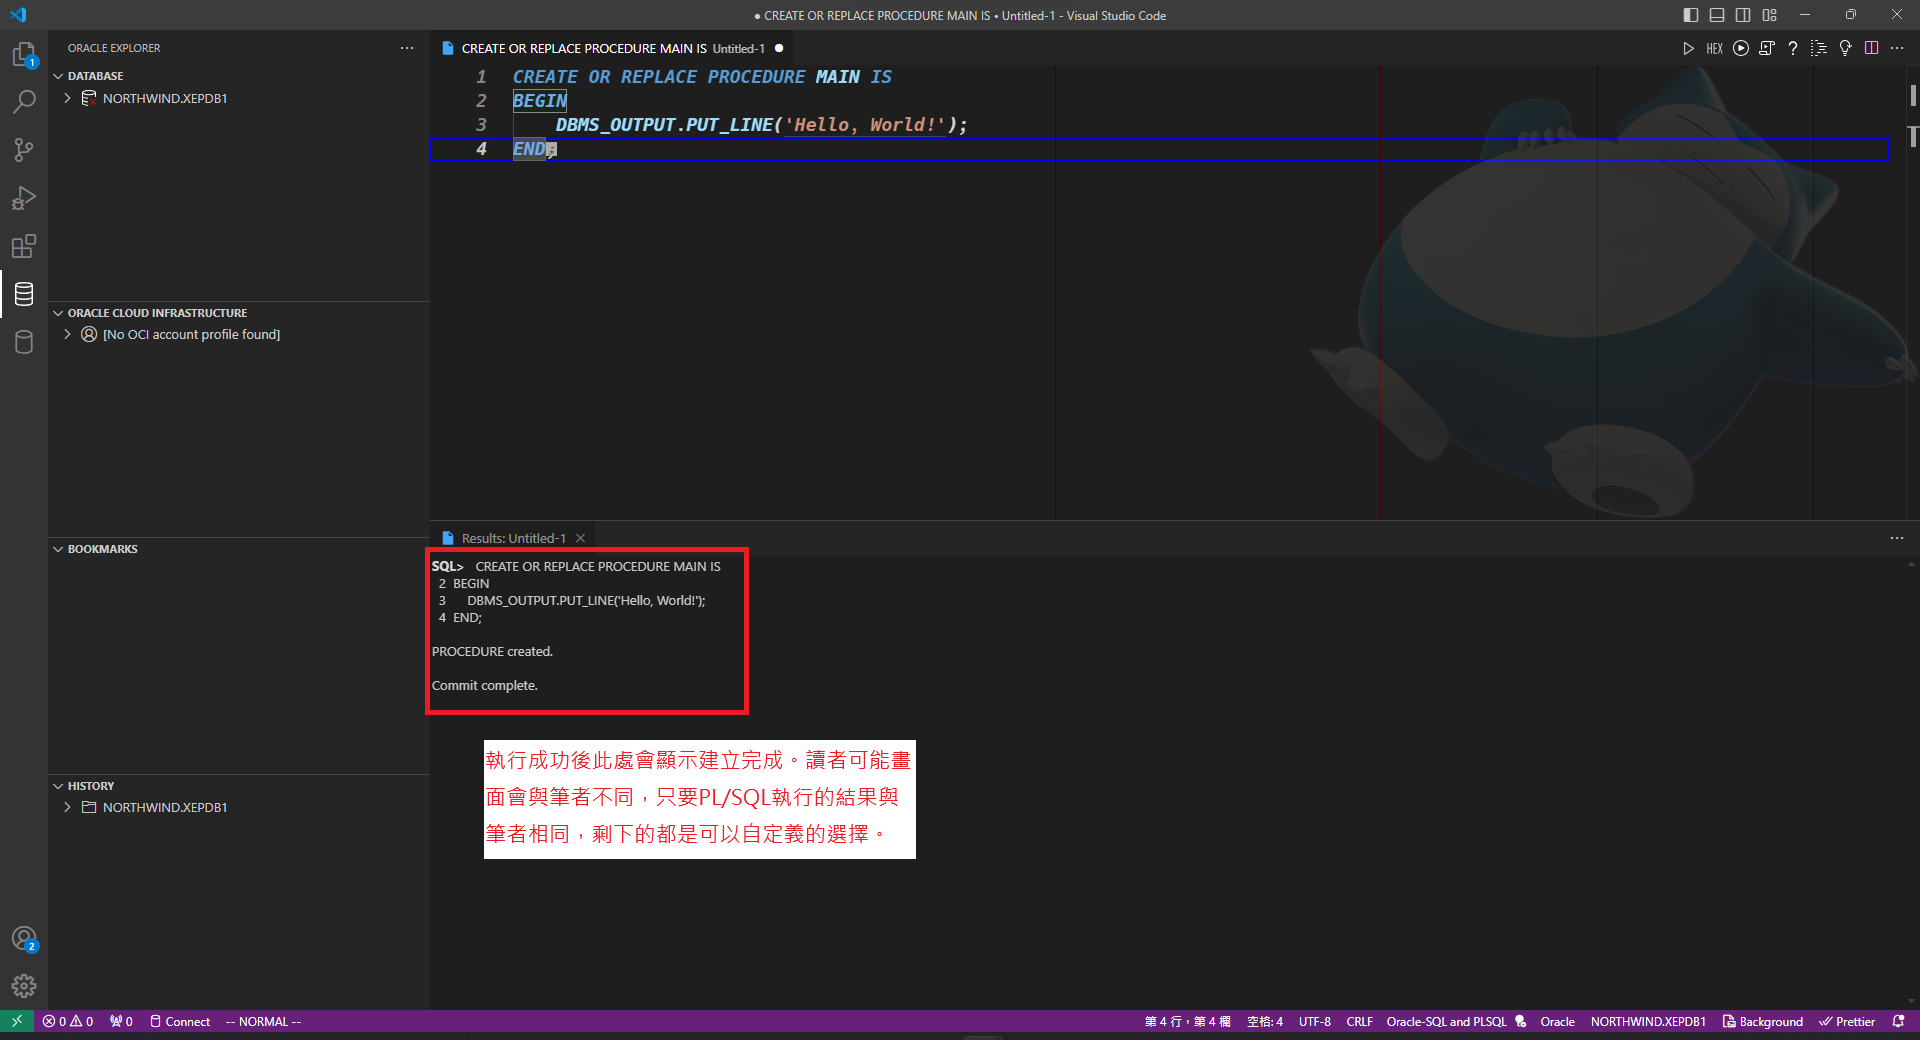 ● CREATE OR REPLACE PROCEDURE MAIN IS • Untitled-1 - Visual Studio Code
ORACLE EXPLORER
DATABASE
NORTHWIND.XEPDB1
ORACLE CLOUD INFRASTRUCTURE
[No OCI account profile found]
BOOKMARKS
HISTORY
NORTHWIND.XEPDB1
1
2
CREATE OR REPLACE PROCEDURE MAIN IS Untitled-1 ●
HEX
1 CREATE OR REPLACE PROCEDURE MAIN IS
2 BEGIN
3 DBMS_OUTPUT.PUT_LINE('Hello, World!');
4 END;
Results: Untitled-1
SQL> CREATE OR REPLACE PROCEDURE MAIN IS
2 BEGIN
3 DBMS_OUTPUT.PUT_LINE('Hello, World!');
4 END;
PROCEDURE created.
Commit complete.
執行成功後此處會顯示建立完成。讀者可能畫
面會與筆者不同，只要PL/SQL執行的結果與
筆者相同，剩下的都是可以自定義的選擇。
0 0 0 Connect -- NORMAL -- 第 4 行，第 4 欄 空格: 4 UTF-8 CRLF Oracle-SQL and PLSQL Oracle NORTHWIND.XEPDB1 Background Prettier